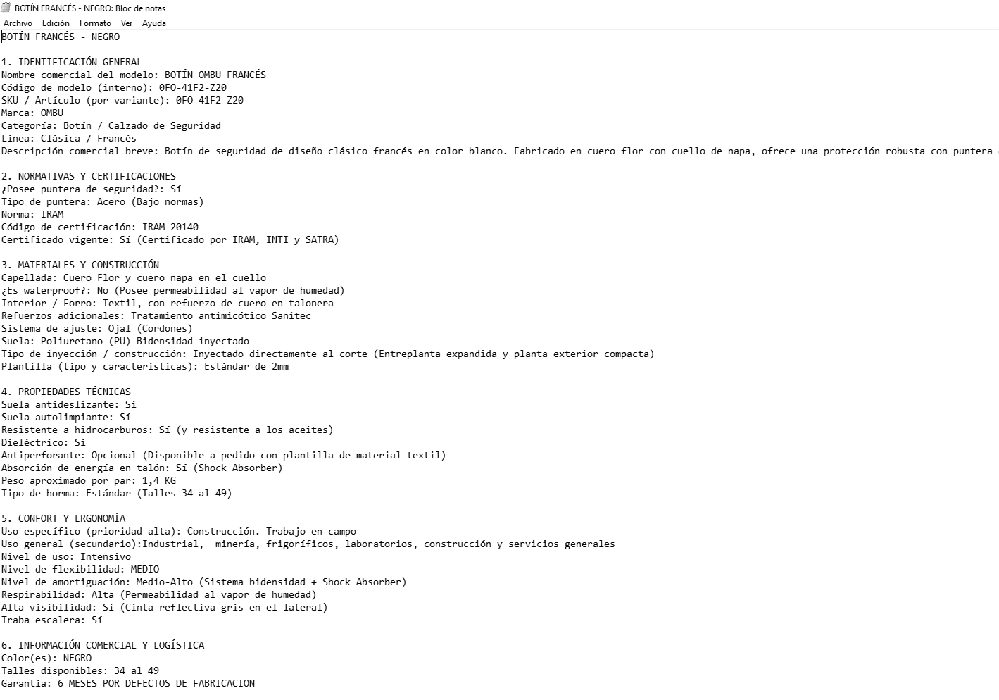 BOTÍN FRANCÉS - NEGRO: Bloc de notas
Archivo Edición Formato Ver Ayuda
BOTÍN FRANCÉS - NEGRO
1. IDENTIFICACIÓN GENERAL
Nombre comercial del modelo: BOTÍN OMBU FRANCÉS
Código de modelo (interno): 0FO-41F2-Z20
SKU / Artículo (por variante): 0FO-41F2-Z20
Marca: OMBU
Categoría: Botín / Calzado de Seguridad
Línea: Clásica / Francés
Descripción comercial breve: Botín de seguridad de diseño clásico francés en color blanco. Fabricado en cuero flor con cuello de napa, ofrece una protección robusta con puntera
2. NORMATIVAS Y CERTIFICACIONES
¿Posee puntera de seguridad?: Sí
Tipo de puntera: Acero (Bajo normas)
Norma: IRAM
Código de certificación: IRAM 20140
Certificado vigente: Sí (Certificado por IRAM, INTI y SATRA)
3. MATERIALES Y CONSTRUCCIÓN
Capellada: Cuero Flor y cuero napa en el cuello
¿Es waterproof?: No (Posee permeabilidad al vapor de humedad)
Interior / Forro: Textil, con refuerzo de cuero en talonera
Refuerzos adicionales: Tratamiento antimicótico Sanitec
Sistema de ajuste: Ojal (Cordones)
Suela: Poliuretano (PU) Bidensidad inyectado
Tipo de inyección / construcción: Inyectado directamente al corte (Entreplanta expandida y planta exterior compacta)
Plantilla (tipo y características): Estándar de 2mm
4. PROPIEDADES TÉCNICAS
Suela antideslizante: Sí
Suela autolimpiante: Sí
Resistente a hidrocarburos: Sí (y resistente a los aceites)
Dieléctrico: Sí
Antiperforante: Opcional (Disponible a pedido con plantilla de material textil)
Absorción de energía en talón: Sí (Shock Absorber)
Peso aproximado por par: 1,4 KG
Tipo de horma: Estándar (Talles 34 al 49)
5. CONFORT Y ERGONOMÍA
Uso específico (prioridad alta): Construcción. Trabajo en campo
Uso general (secundario):Industrial,  minería, frigoríficos, laboratorios, construcción y servicios generales
Nivel de uso: Intensivo
Nivel de flexibilidad: MEDIO
Nivel de amortiguación: Medio-Alto (Sistema bidensidad + Shock Absorber)
Respirabilidad: Alta (Permeabilidad al vapor de humedad)
Alta visibilidad: Sí (Cinta reflectiva gris en el lateral)
Traba escalera: Sí
6. INFORMACIÓN COMERCIAL Y LOGÍSTICA
Color(es): NEGRO
Talles disponibles: 34 al 49
Garantía: 6 MESES POR DEFECTOS DE FABRICACION